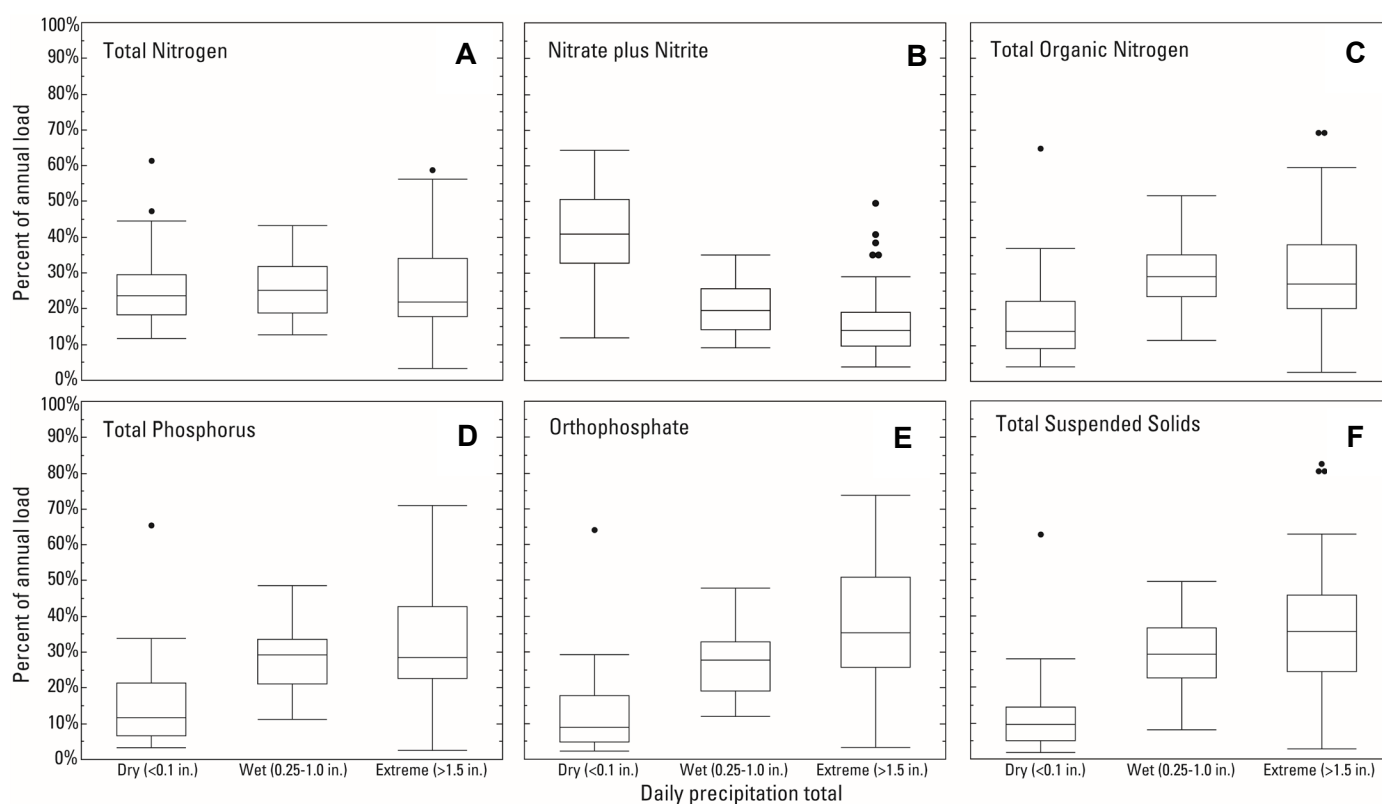 Total Nitrogen A
Nitrate plus Nitrite B
Total Organic Nitrogen C
100%
90%
80%
70%
60%
50%
40%
30%
20%
10%
0%
Percent of annual load
Total Phosphorus D
Orthophosphate E
Total Suspended Solids F
100%
90%
80%
70%
60%
50%
40%
30%
20%
10%
0%
Percent of annual load
Dry (<0.1 in.) Wet (0.25-1.0 in.) Extreme (>1.5 in.) Dry (<0.1 in.) Wet (0.25-1.0 in.) Extreme (>1.5 in.) Dry (<0.1 in.) Wet (0.25-1.0 in.) Extreme (>1.5 in.)
Daily precipitation total